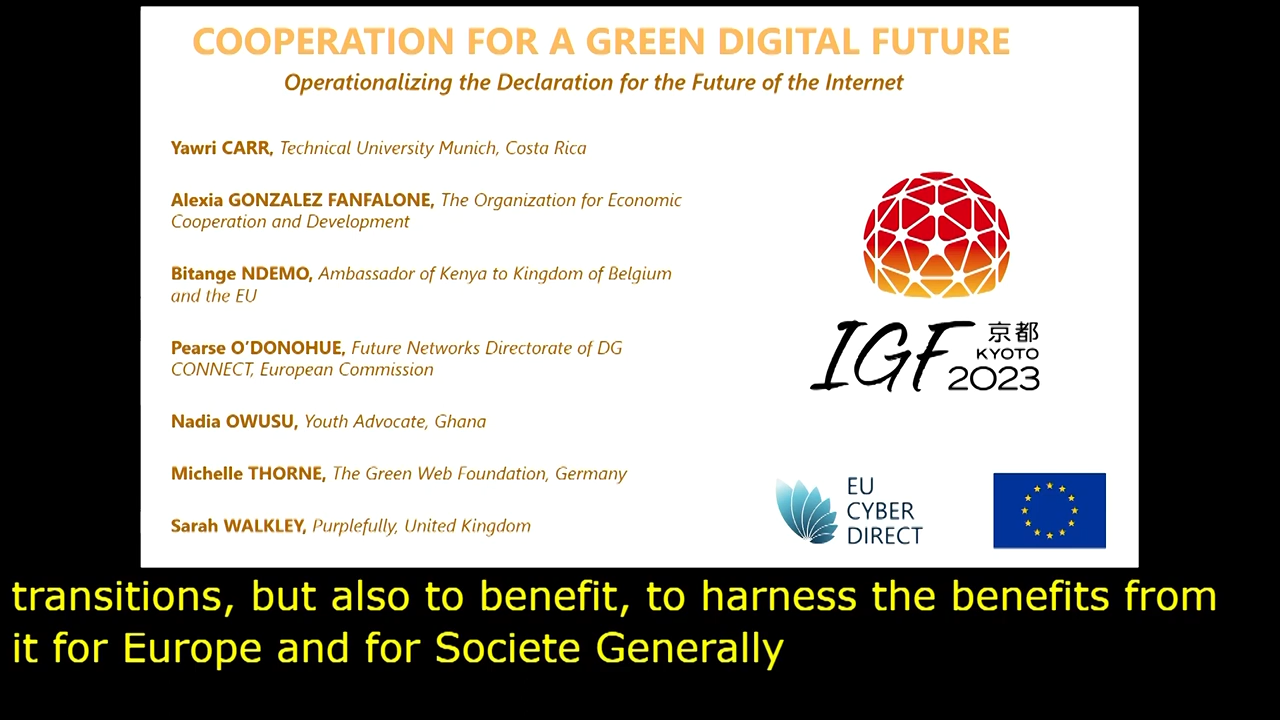 COOPERATION FOR A GREEN DIGITAL FUTURE
Operationalizing the Declaration for the Future of the Internet
Yawri CARR, Technical University Munich, Costa Rica
Alexia GONZALEZ FANFALONE, The Organization for Economic
Cooperation and Development
Bitange NDEMO, Ambassador of Kenya to Kingdom of Belgium
and the EU
Pearse O'DONOHUE, Future Networks Directorate of DG
CONNECT, European Commission
Nadia OWUSU, Youth Advocate, Ghana
Michelle THORNE, The Green Web Foundation, Germany
Sarah WALKLEY, Purplefully, United Kingdom
IGF
京都
KYOTO
2023
EU
CYBER
DIRECT
transitions, but also to benefit, to harness the benefits from
it for Europe and for Societe Generally